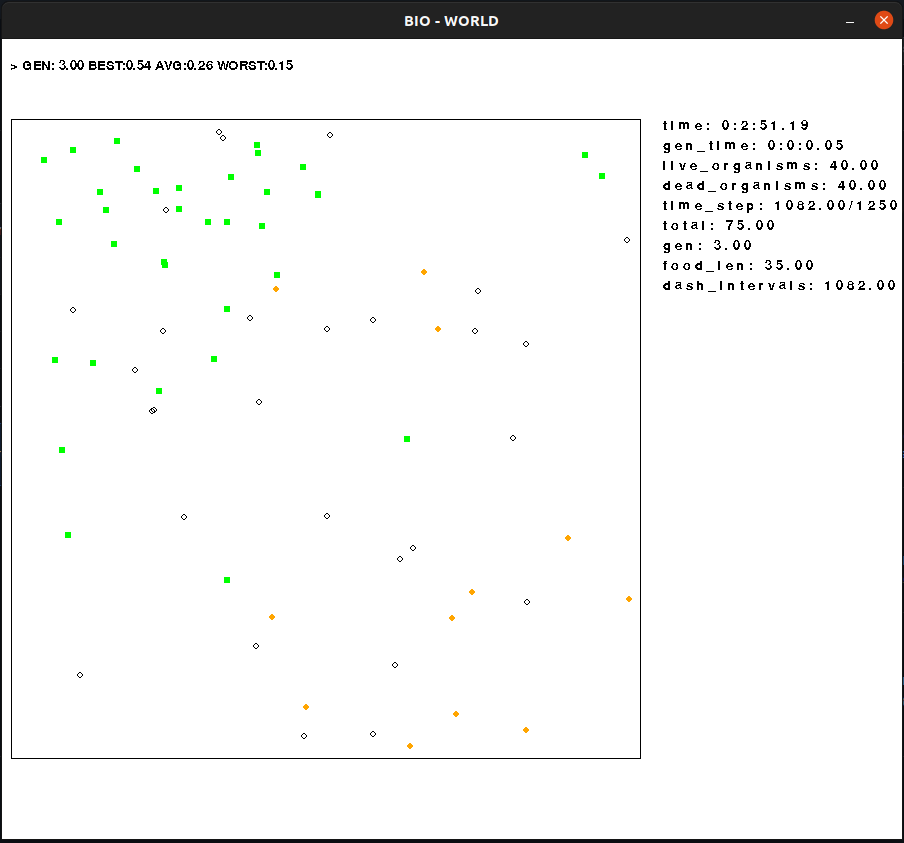 BIO - WORLD
> GEN: 3.00 BEST:0.54 AVG:0.26 WORST:0.15
time: 0:2:51.19
gen_time: 0:0:0.05
live_organisms: 40.00
dead_organisms: 40.00
time_step: 1082.00/1250
total: 75.00
gen: 3.00
food_len: 35.00
dash_intervals: 1082.00